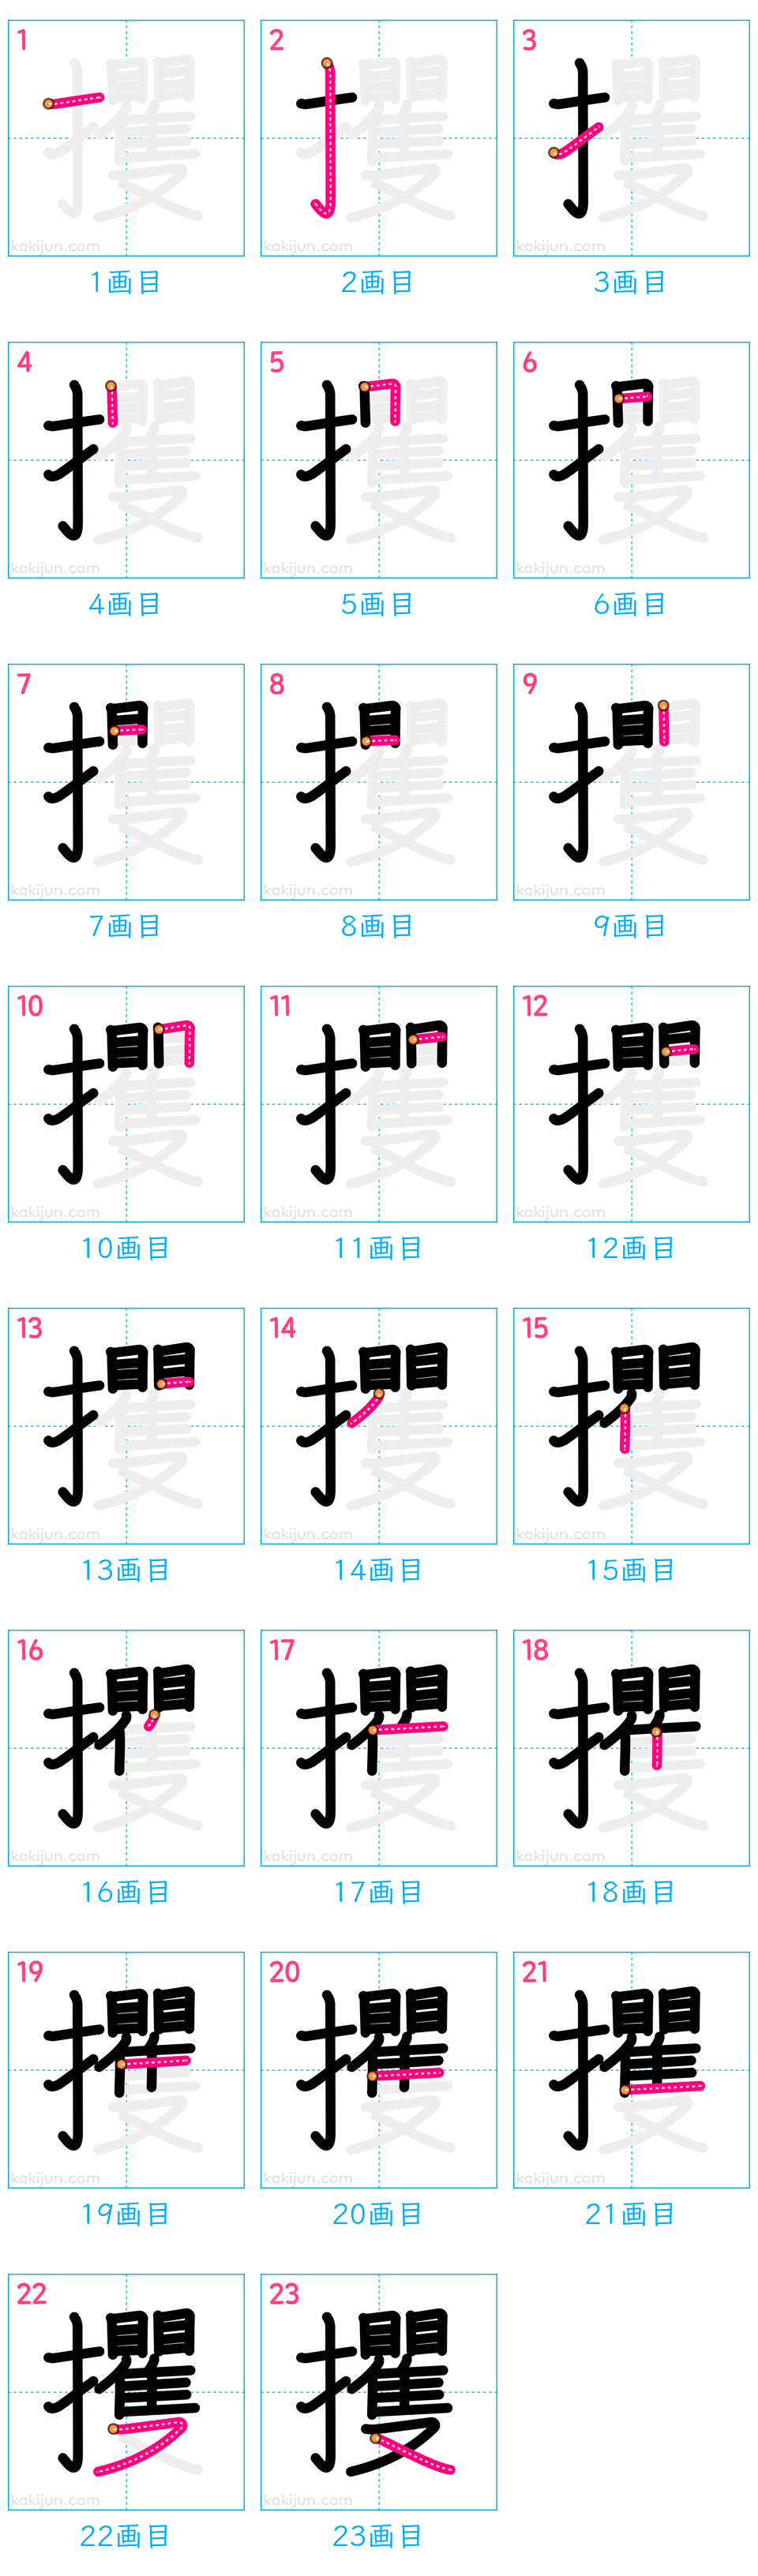 1 2 3
kakijun.com kakijun.com kakijun.com
1画目 2画目 3画目
4 5 6
kakijun.com kakijun.com kakijun.com
4画目 5画目 6画目
7 8 9
kakijun.com kakijun.com kakijun.com
7画目 8画目 9画目
10 11 12
kakijun.com kakijun.com kakijun.com
10画目 11画目 12画目
13 14 15
kakijun.com kakijun.com kakijun.com
13画目 14画目 15画目
16 17 18
kakijun.com kakijun.com kakijun.com
16画目 17画目 18画目
19 20 21
kakijun.com kakijun.com kakijun.com
19画目 20画目 21画目
22 23
攫 攫
kakijun.com kakijun.com
22画目 23画目